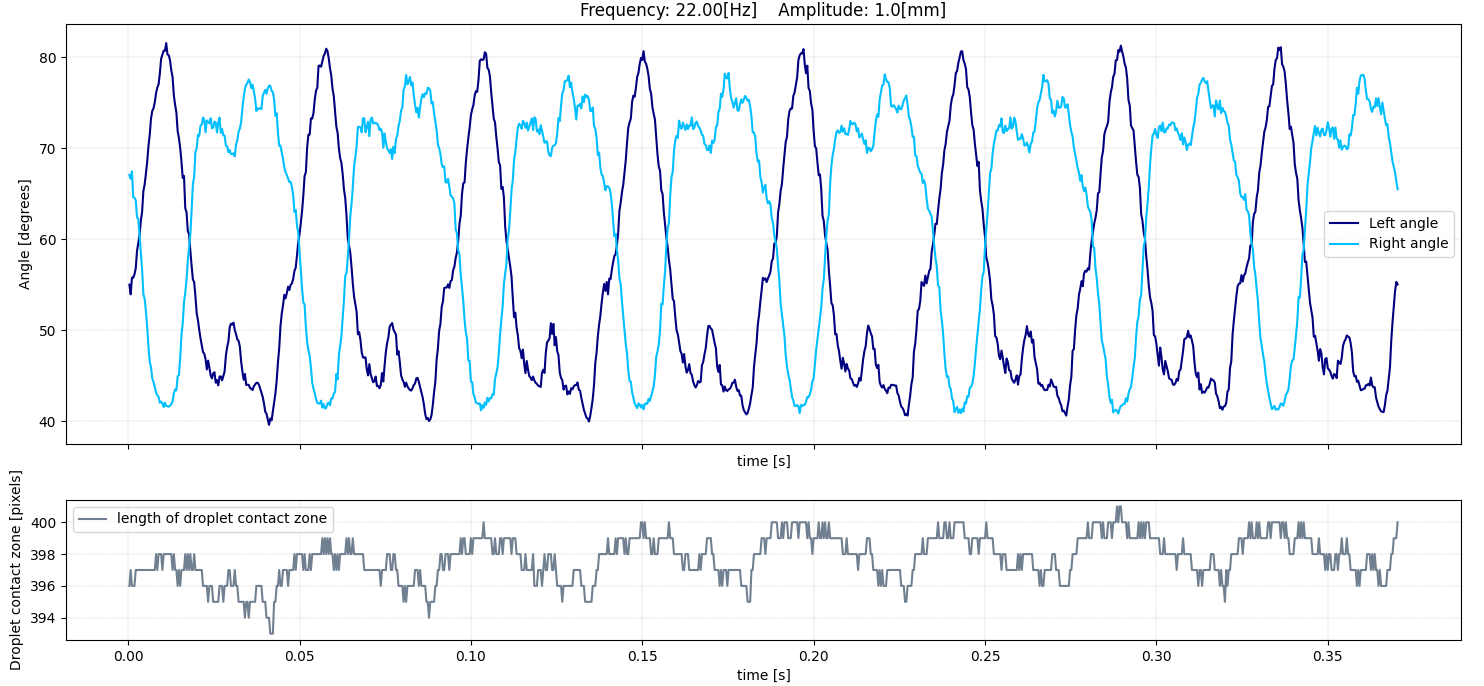 Frequency: 22.00[Hz]    Amplitude: 1.0[mm]
80
70
60
50
40
Angle [degrees]
Left angle
Right angle
time [s]
400
398
396
394
Droplet contact zone [pixels]
length of droplet contact zone
0.00 0.05 0.10 0.15 0.20 0.25 0.30 0.35
time [s]